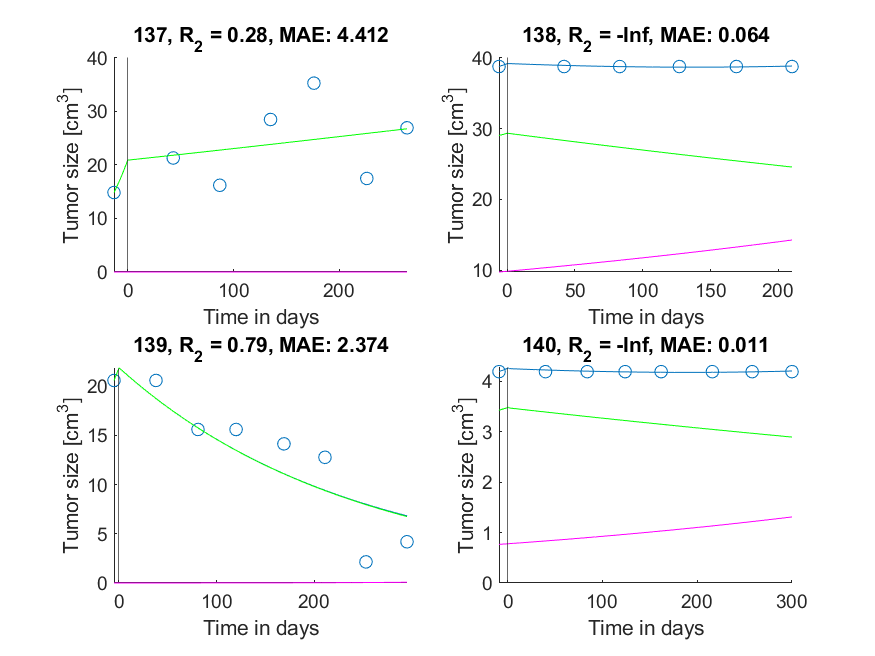 137, R2 = 0.28, MAE: 4.412
Tumor size [cm3]
40
30
20
10
0
0 100 200
Time in days
138, R2 = -Inf, MAE: 0.064
Tumor size [cm3]
40
30
20
10
0 50 100 150 200
Time in days
139, R2 = 0.79, MAE: 2.374
Tumor size [cm3]
20
15
10
5
0
0 100 200
Time in days
140, R2 = -Inf, MAE: 0.011
Tumor size [cm3]
4
3
2
1
0
0 100 200 300
Time in days